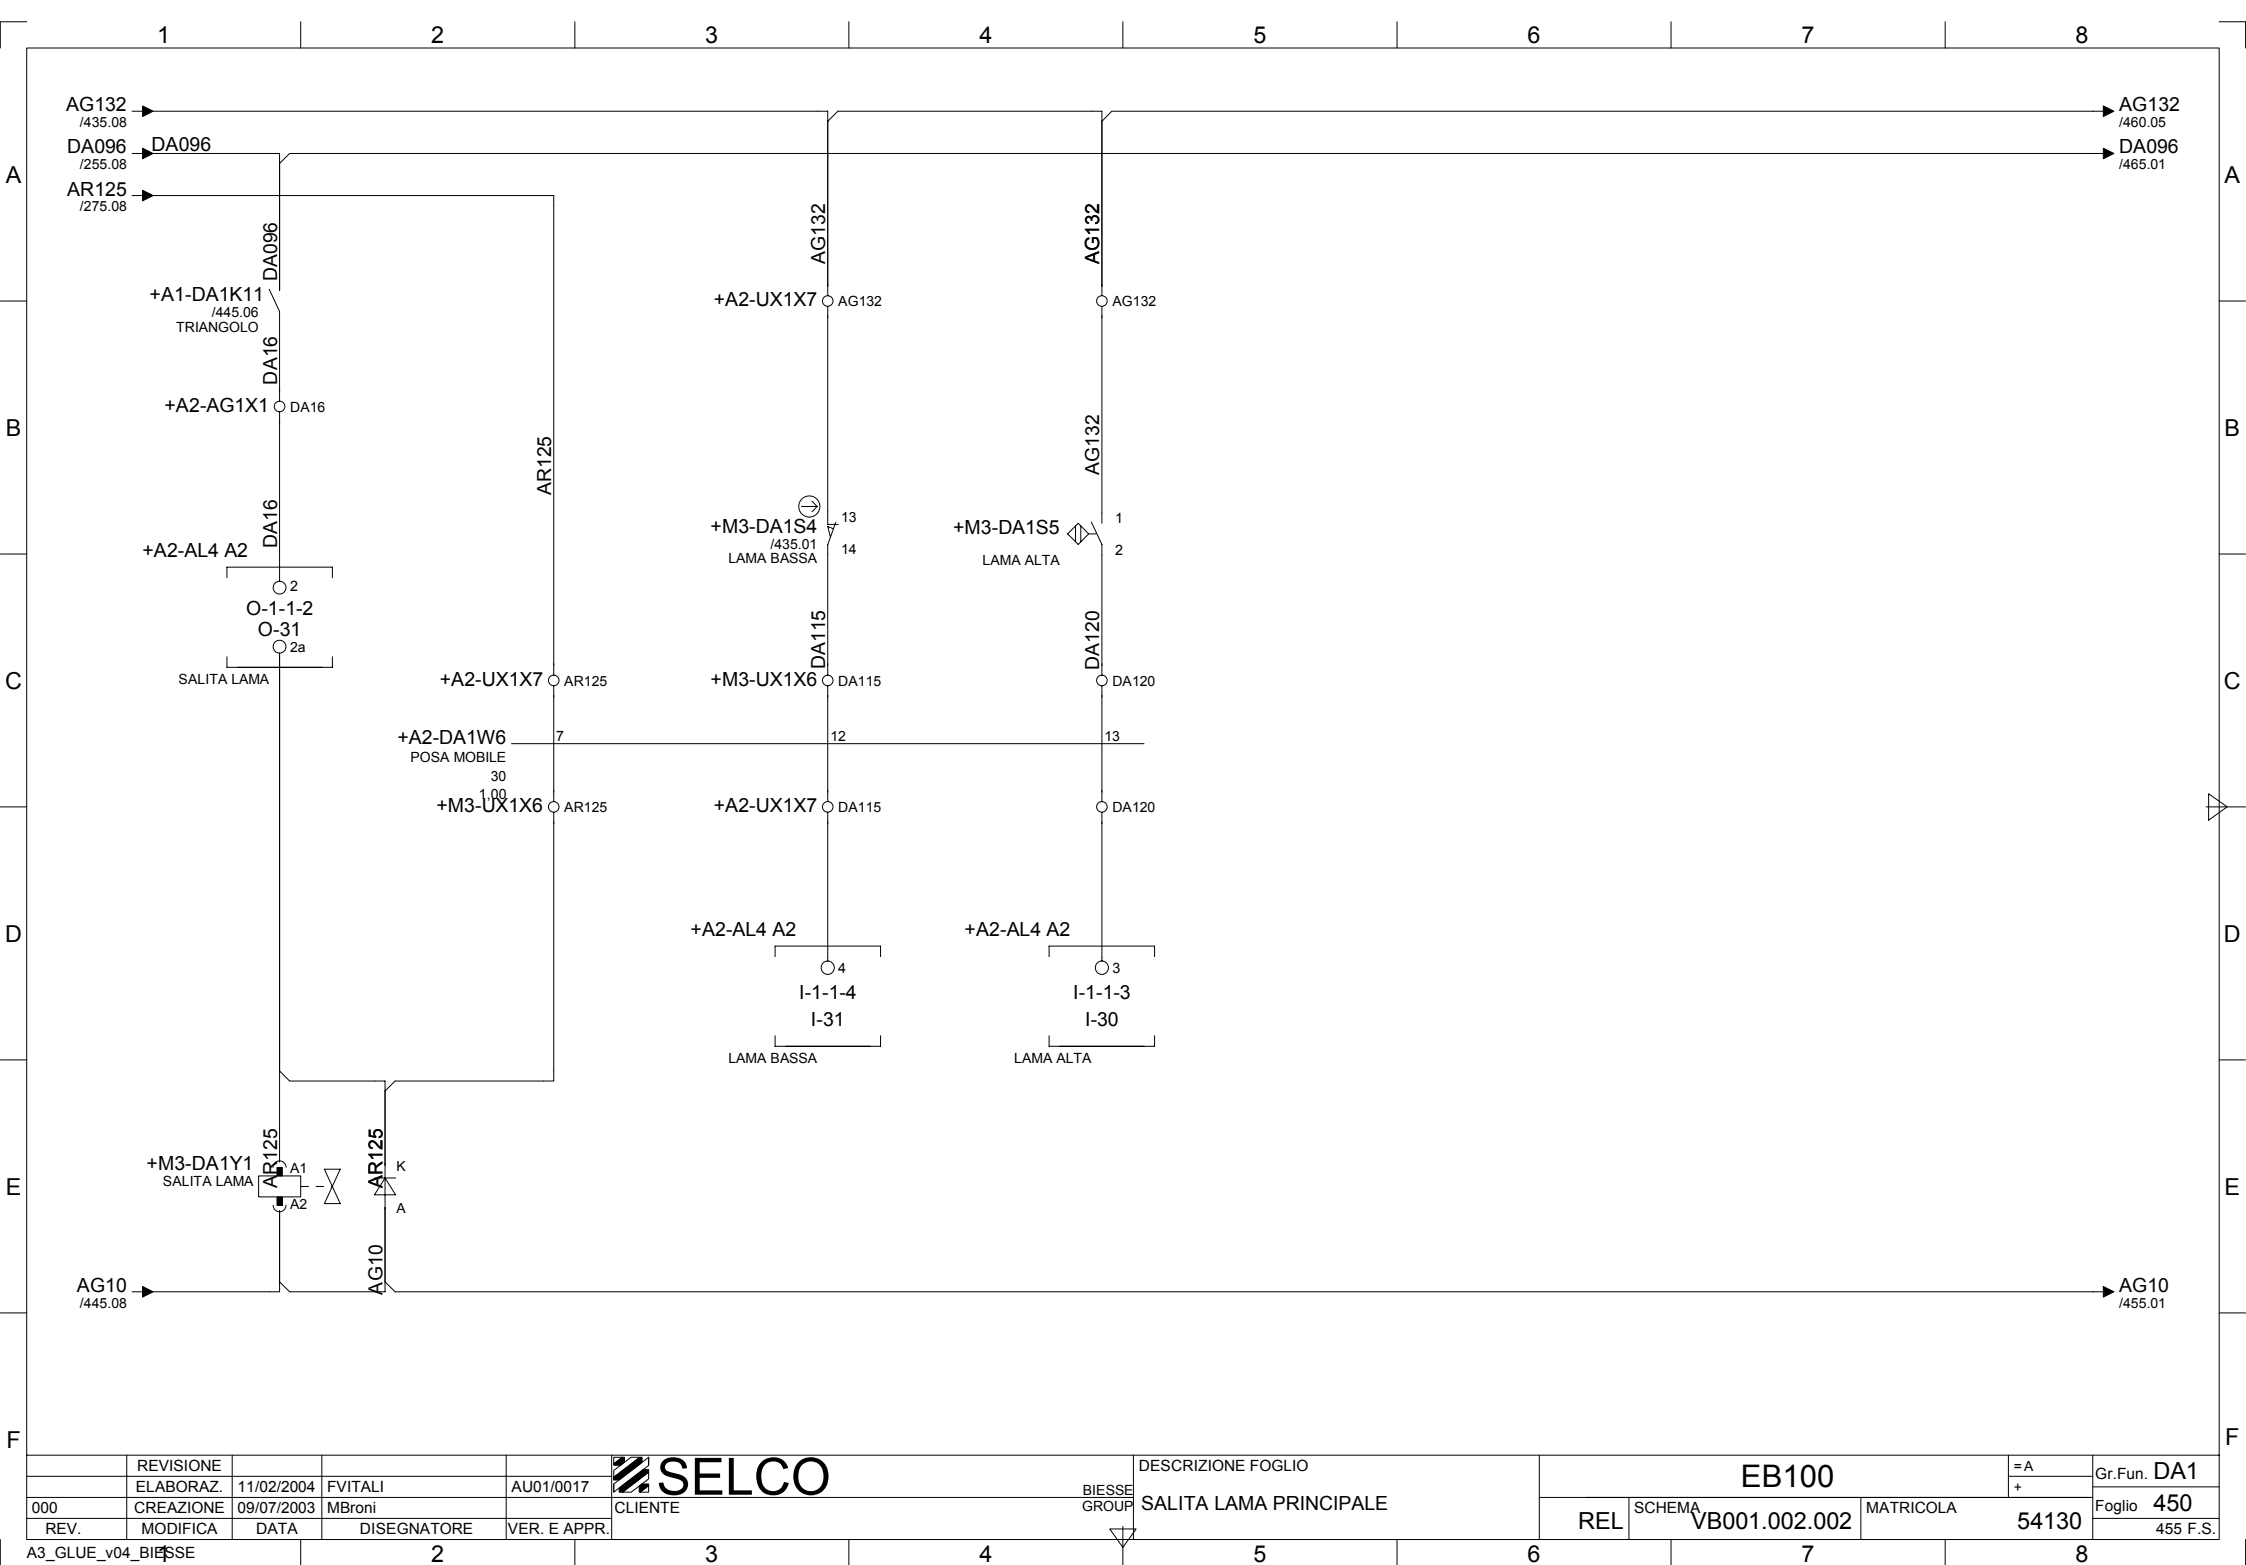 1 2 3 4 5 6 7 8
AG132
/435.08
AG132
/460.05
DA096
/255.08
DA096
DA096
/465.01
A
A
AR125
/275.08
DA096
AG132
AG132
+A1-DA1K11
/445.06
TRIANGOLO
+A2-UX1X7
AG132
AG132
DA16
+A2-AG1X1
DA16
B
B
AR125
AG132
DA16
+M3-DA1S4
/435.01
LAMA BASSA
13
14
+M3-DA1S5
LAMA ALTA
1
2
+A2-AL4 A2
2
O-1-1-2
O-31
2a
SALITA LAMA
DA115
DA120
C
C
+A2-UX1X7
AR125
+M3-UX1X6
DA115
DA120
+A2-DA1W6
POSA MOBILE
30
1,00
7
12
13
+M3-UX1X6
AR125
+A2-UX1X7
DA115
DA120
D
D
+A2-AL4 A2
4
I-1-1-4
I-31
LAMA BASSA
+A2-AL4 A2
3
I-1-1-3
I-30
LAMA ALTA
E
E
AR125
AR125
+M3-DA1Y1
SALITA LAMA
A1
A2
K
A
AG10
AG10
/445.08
AG10
/455.01
F
F
REVISIONE
ELABORAZ. 11/02/2004 FVITALI AU01/0017
000 CREAZIONE 09/07/2003 MBroni
REV. MODIFICA DATA DISEGNATORE VER. E APPR.
SELCO
CLIENTE
BIESSE
GROUP
DESCRIZIONE FOGLIO
SALITA LAMA PRINCIPALE
EB100
REL
SCHEMA
VB001.002.002
MATRICOLA
54130
=A
+
Gr.Fun. DA1
Foglio 450
455 F.S.
A3_GLUE_v04_BIESSE
1 2 3 4 5 6 7 8